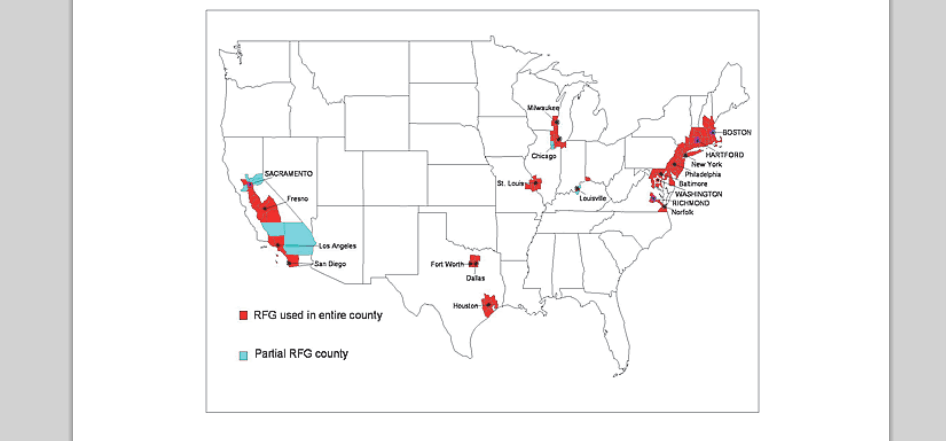 Milwaukee
BOSTON
Chicago
HARTFORD
New York
SACRAMENTO
Philadelphia
St. Louis
Baltimore
Fresno
Louisville
WASHINGTON
RICHMOND
Norfolk
Los Angeles
Fort Worth
San Diego
Dallas
Houston
RFG used in entire county
Partial RFG county